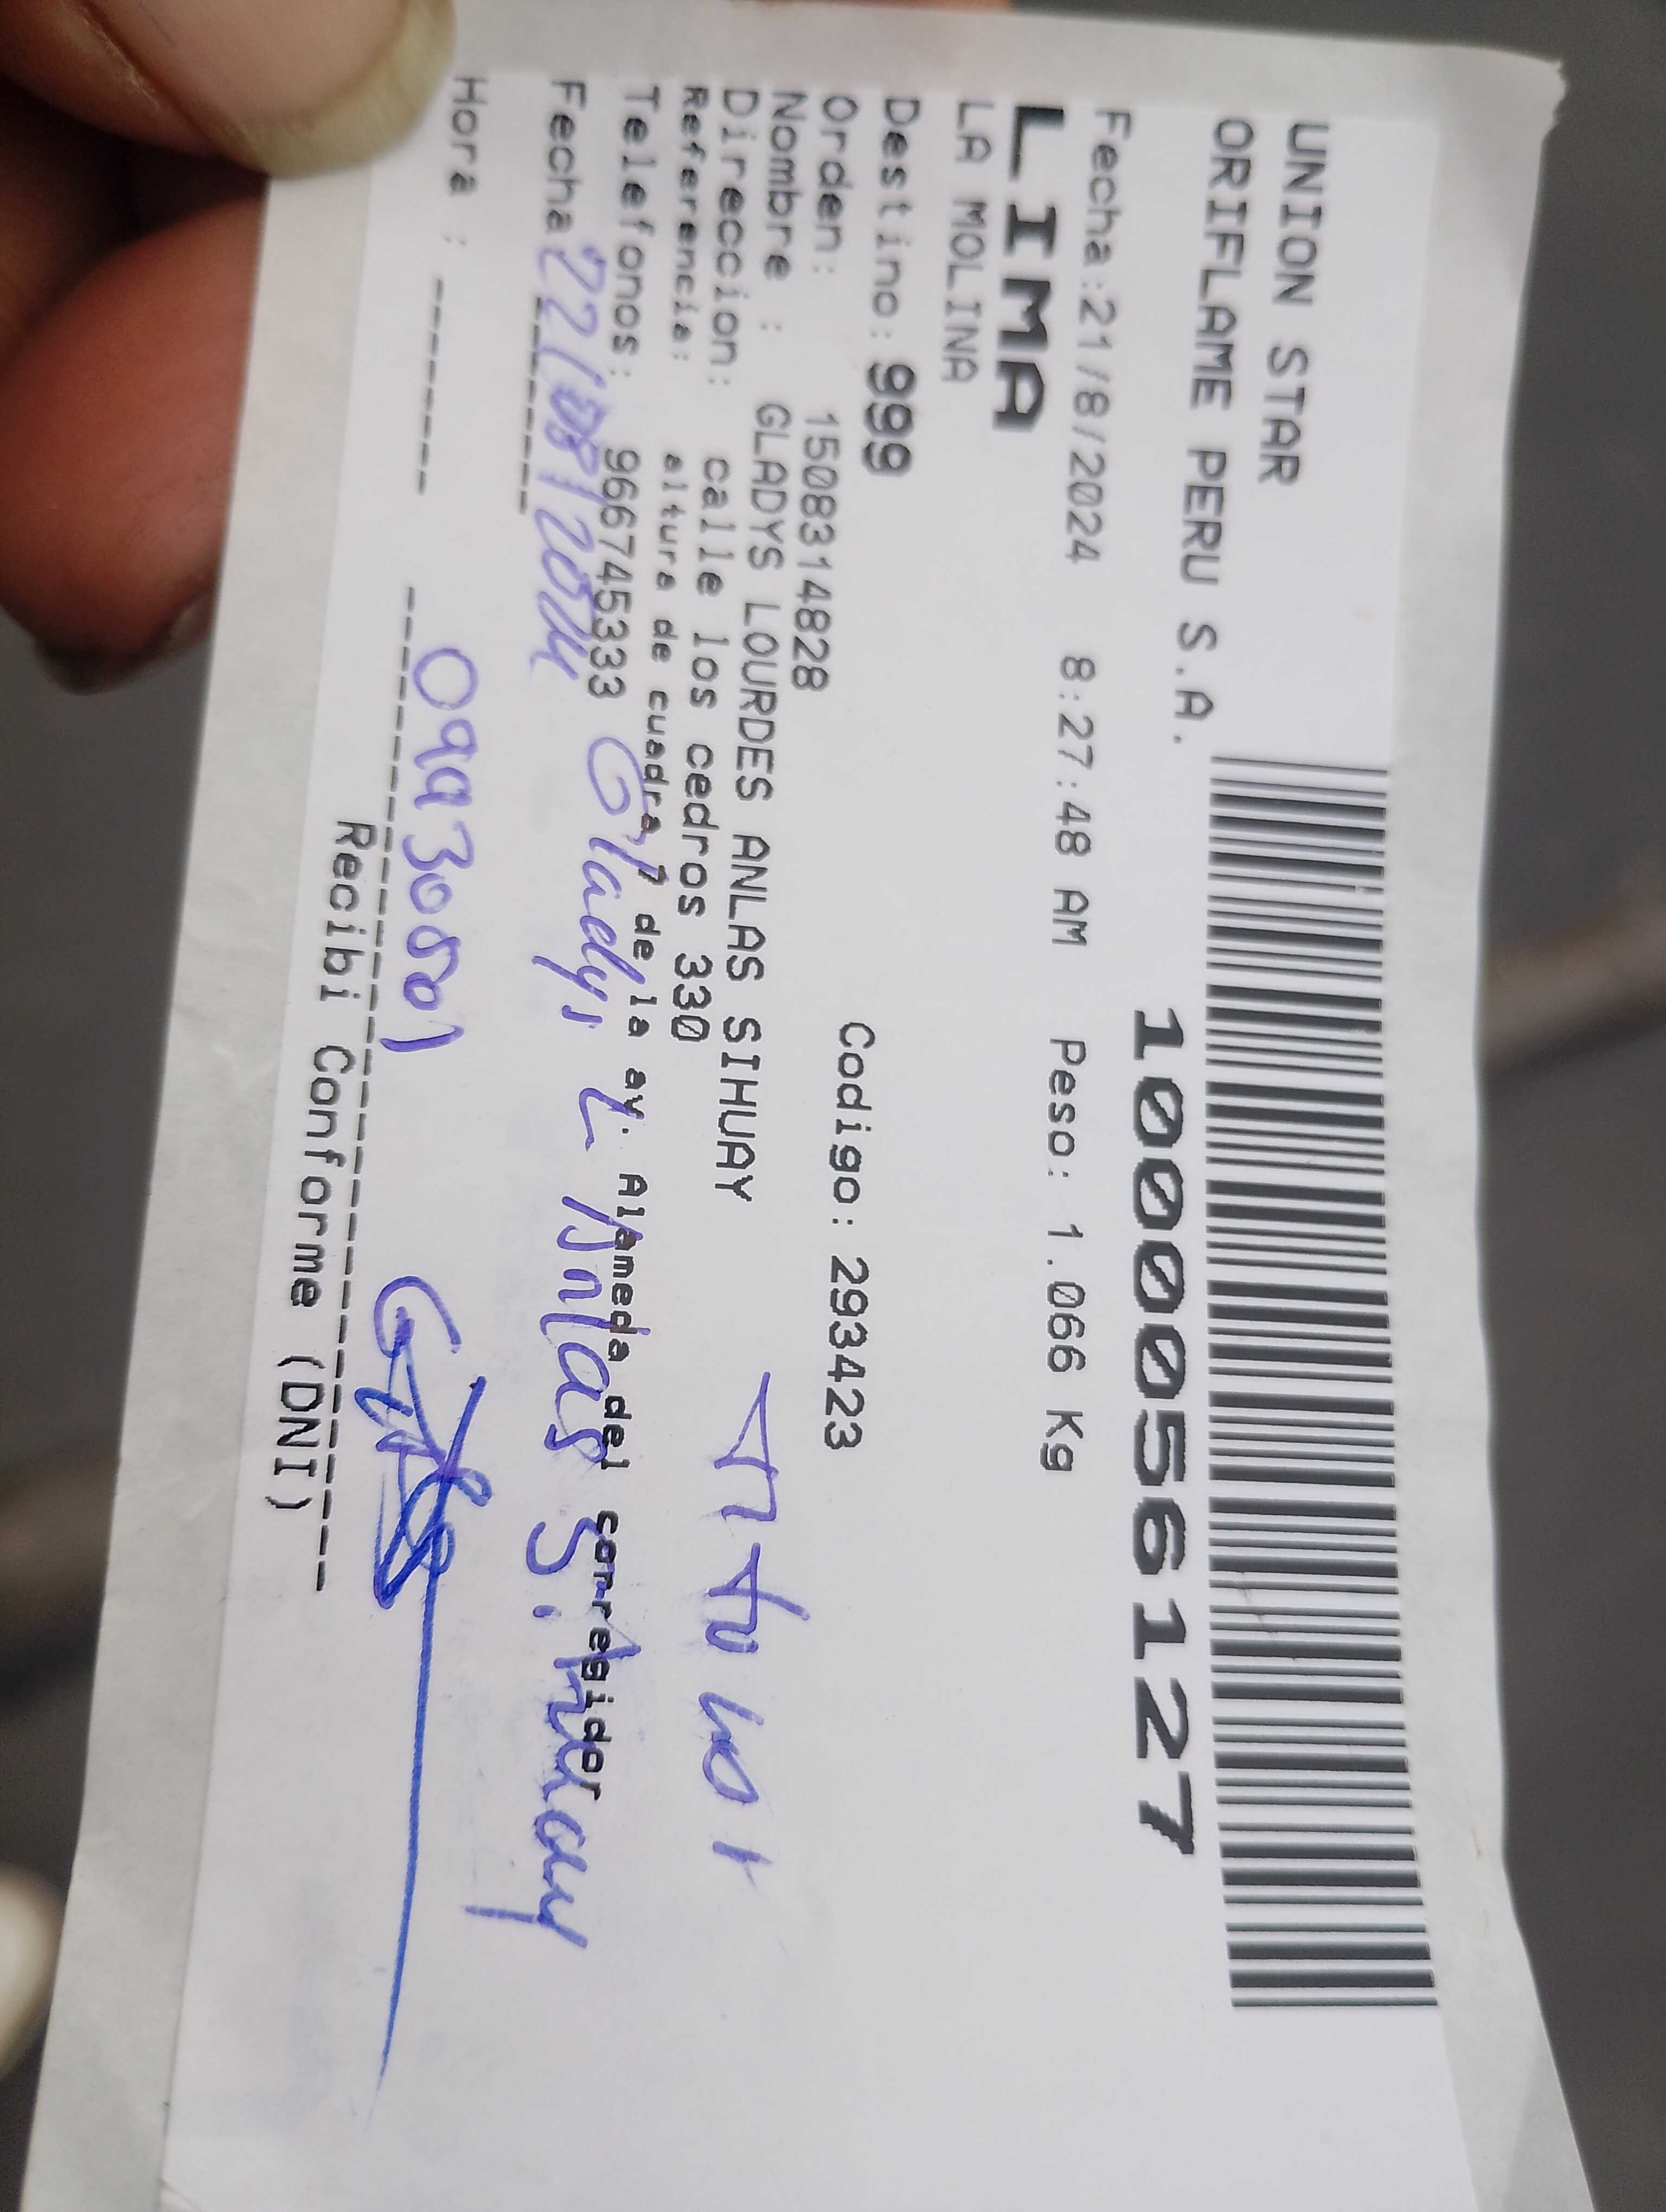 UNION STAR
ORIFLAME PERU S.A.
1000056127
Fecha:21/8/2024 8:27:48 AM Peso: 1.066 Kg
LIMA
LA MOLINA
Destino: 999
Orden: 15083314828 Codigo: 293423
Nombre : GLADYS LOURDES ANLAS SIHUAY
Direccion: calle los cedros 330
Referencia: altura de cuadra 7 de la av. Alameda del corregidor
Telefonos: 966745333
Gladys L Anlas Sihuay
Fecha 22/08/2024
Hora :
09930801
Recibi Conforme (DNI)